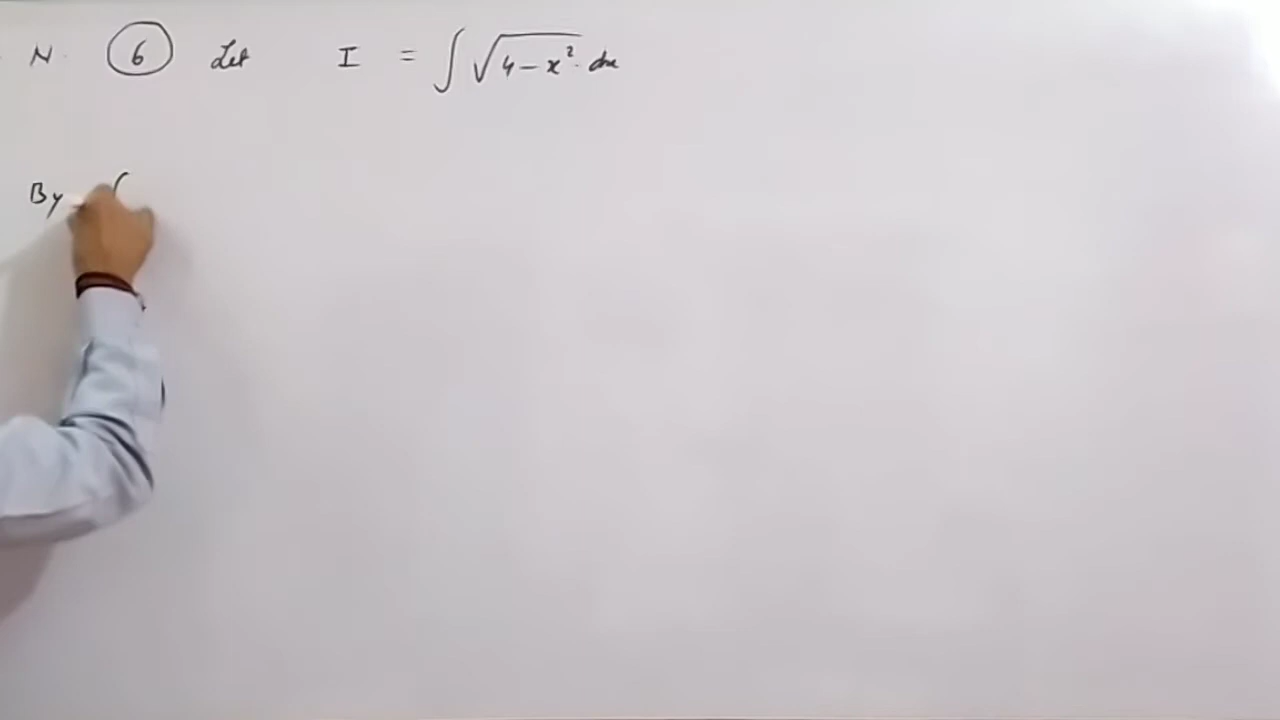 N. 6 Let I = ∫ √4 - x². dx
By (